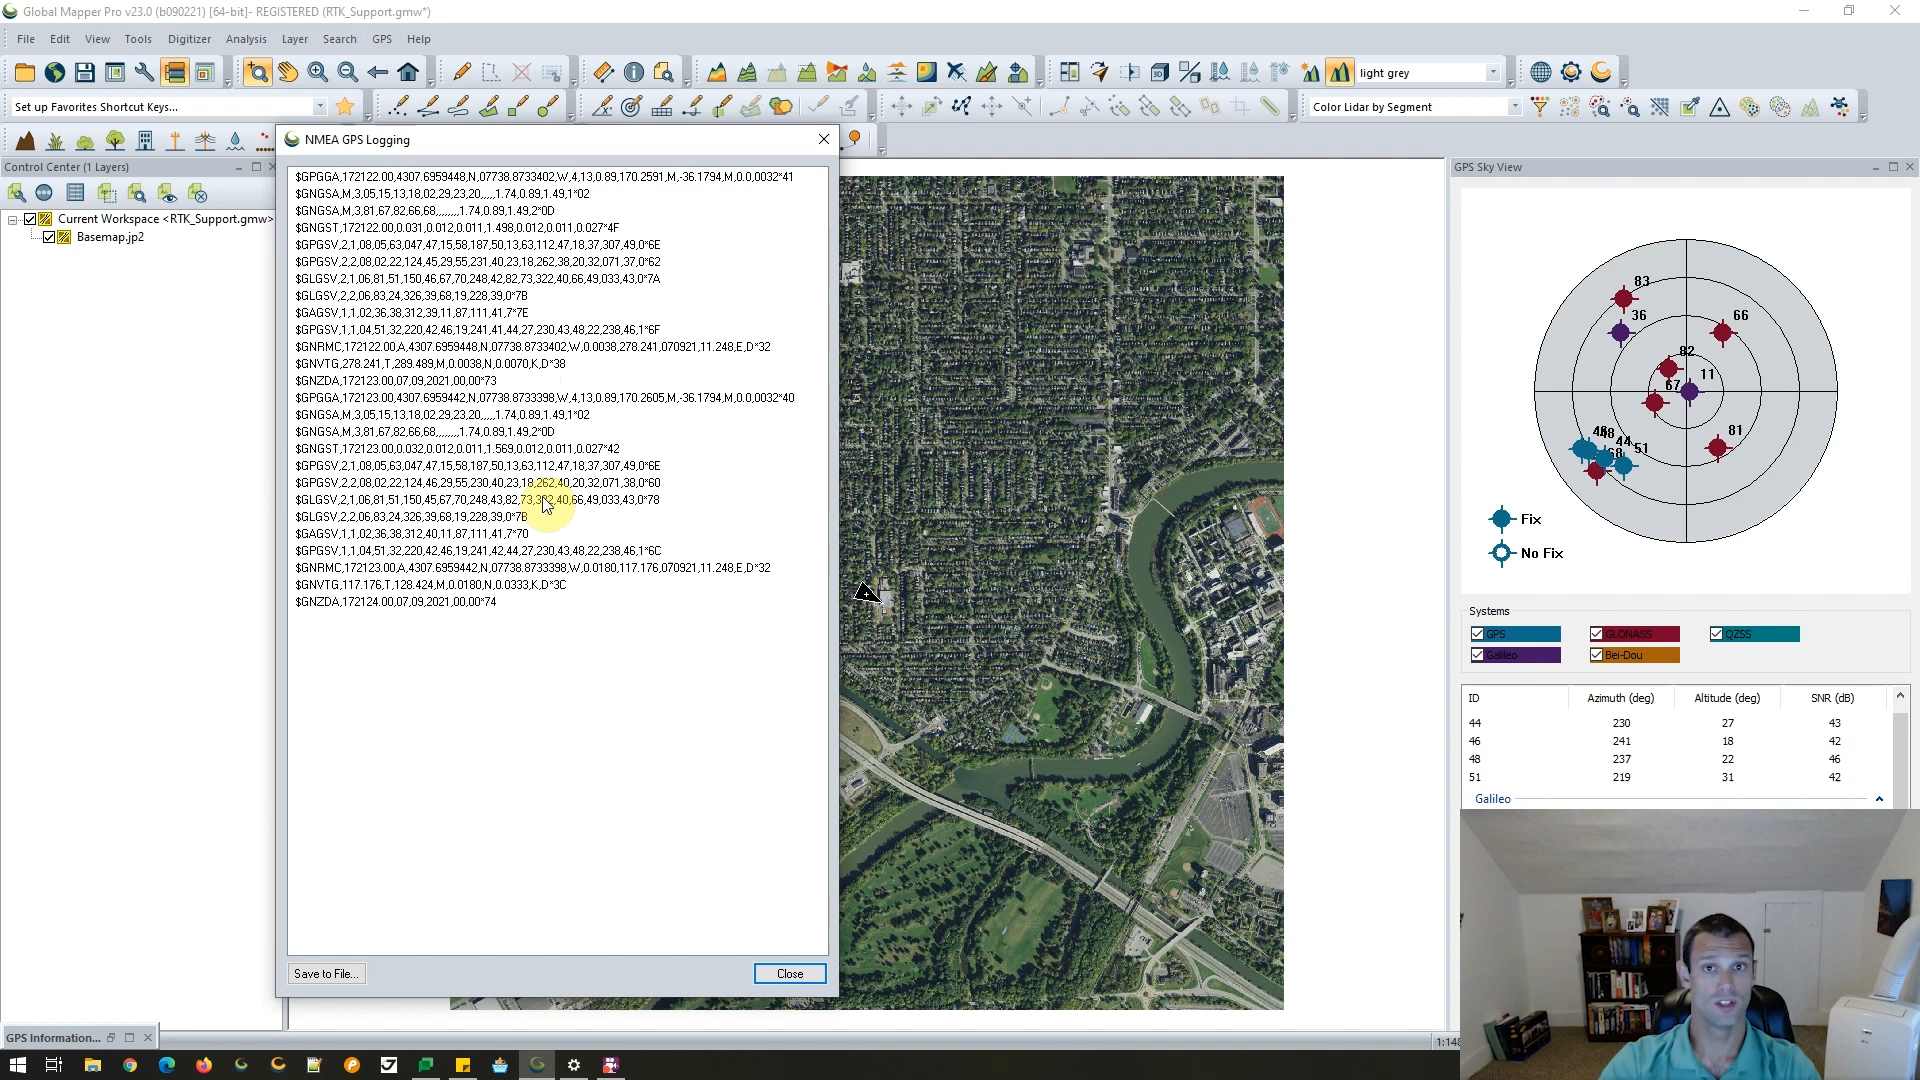 Global Mapper Pro v23.0 (b090221) [64-bit]- REGISTERED (RTK_Support.gmw*)
File Edit View Tools Digitizer Analysis Layer Search GPS Help
light grey
Set up Favorites Shortcut Keys...
Color Lidar by Segment
Control Center (1 Layers)
Current Workspace <RTK_Support.gmw>
Basemap.jp2
NMEA GPS Logging
$GPGGA,172122.00,4307.6959448,N,07738.8733402,W,4,13,0.89,170.2591,M,-36.1794,M,0.0,0032*41
$GNGSA,M,3,05,15,13,18,02,29,23,20,,,,,1.74,0.89,1.49,1*02
$GNGSA,M,3,81,67,82,66,68,,,,,,,,1.74,0.89,1.49,2*0D
$GNGST,172122.00,0.031,0.012,0.011,1.498,0.012,0.011,0.027*4F
$GPGSV,2,1,08,05,63,047,47,15,58,187,50,13,63,112,47,18,37,307,49,0*6E
$GPGSV,2,2,08,02,22,124,45,29,55,231,40,23,18,262,38,20,32,071,37,0*62
$GLGSV,2,1,06,81,51,150,46,67,70,248,42,82,73,322,40,66,49,033,43,0*7A
$GLGSV,2,2,06,83,24,326,39,68,19,228,39,0*7B
$GAGSV,1,1,02,36,38,312,39,11,87,111,41,7*7E
$GPGSV,1,1,04,51,32,220,42,46,19,241,41,44,27,230,43,48,22,238,46,1*6F
$GNRMC,172122.00,A,4307.6959448,N,07738.8733402,W,0.0038,278.241,070921,11.248,E,D*32
$GNVTG,278.241,T,289.489,M,0.0038,N,0.0070,K,D*38
$GNZDA,172123.00,07,09,2021,00,00*73
$GPGGA,172123.00,4307.6959442,N,07738.8733398,W,4,13,0.89,170.2605,M,-36.1794,M,0.0,0032*40
$GNGSA,M,3,05,15,13,18,02,29,23,20,,,,,1.74,0.89,1.49,1*02
$GNGSA,M,3,81,67,82,66,68,,,,,,,,1.74,0.89,1.49,2*0D
$GNGST,172123.00,0.032,0.012,0.011,1.569,0.012,0.011,0.027*42
$GPGSV,2,1,08,05,63,047,47,15,58,187,50,13,63,112,47,18,37,307,49,0*6E
$GPGSV,2,2,08,02,22,124,46,29,55,230,40,23,18,262,40,20,32,071,38,0*60
$GLGSV,2,1,06,81,51,150,45,67,70,248,43,82,73,322,40,66,49,033,43,0*78
$GLGSV,2,2,06,83,24,326,39,68,19,228,39,0*7B
$GAGSV,1,1,02,36,38,312,40,11,87,111,41,7*70
$GPGSV,1,1,04,51,32,220,42,46,19,241,42,44,27,230,43,48,22,238,46,1*6C
$GNRMC,172123.00,A,4307.6959442,N,07738.8733398,W,0.0180,117.176,070921,11.248,E,D*32
$GNVTG,117.176,T,128.424,M,0.0180,N,0.0333,K,D*3C
$GNZDA,172124.00,07,09,2021,00,00*74
Save to File...
Close
GPS Sky View
83
36
66
82
11
67
81
48
44
51
68
Fix
No Fix
Systems
GPS GLONASS QZSS
Galileo Bei-Dou
ID Azimuth (deg) Altitude (deg) SNR (dB)
44 230 27 43
46 241 18 42
48 237 22 46
51 219 31 42
Galileo
GPS Information...